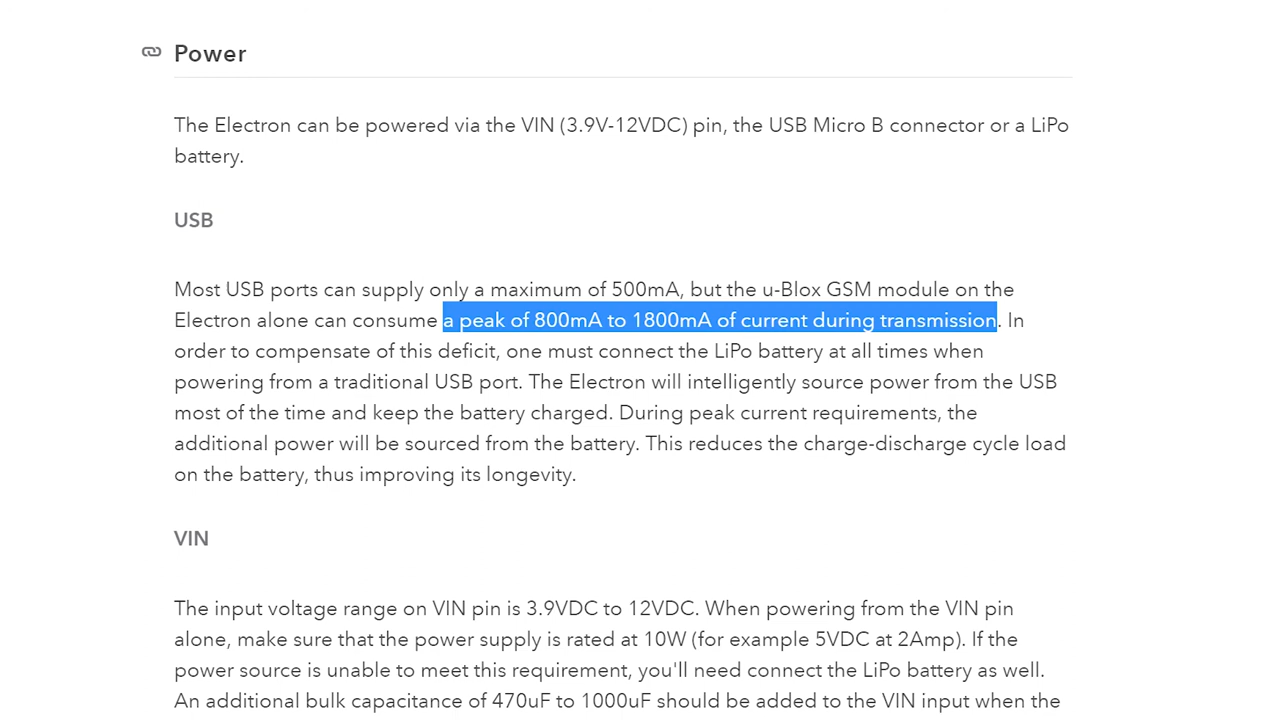 Power
The Electron can be powered via the VIN (3.9V-12VDC) pin, the USB Micro B connector or a LiPo
battery.
USB
Most USB ports can supply only a maximum of 500mA, but the u-Blox GSM module on the
Electron alone can consume a peak of 800mA to 1800mA of current during transmission. In
order to compensate of this deficit, one must connect the LiPo battery at all times when
powering from a traditional USB port. The Electron will intelligently source power from the USB
most of the time and keep the battery charged. During peak current requirements, the
additional power will be sourced from the battery. This reduces the charge-discharge cycle load
on the battery, thus improving its longevity.
VIN
The input voltage range on VIN pin is 3.9VDC to 12VDC. When powering from the VIN pin
alone, make sure that the power supply is rated at 10W (for example 5VDC at 2Amp). If the
power source is unable to meet this requirement, you'll need connect the LiPo battery as well.
An additional bulk capacitance of 470uF to 1000uF should be added to the VIN input when the